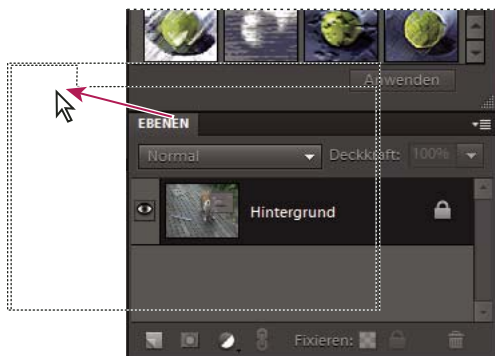 Anwenden
EBENEN
Normal Deckkraft: 100%
Hintergrund
Fixieren: